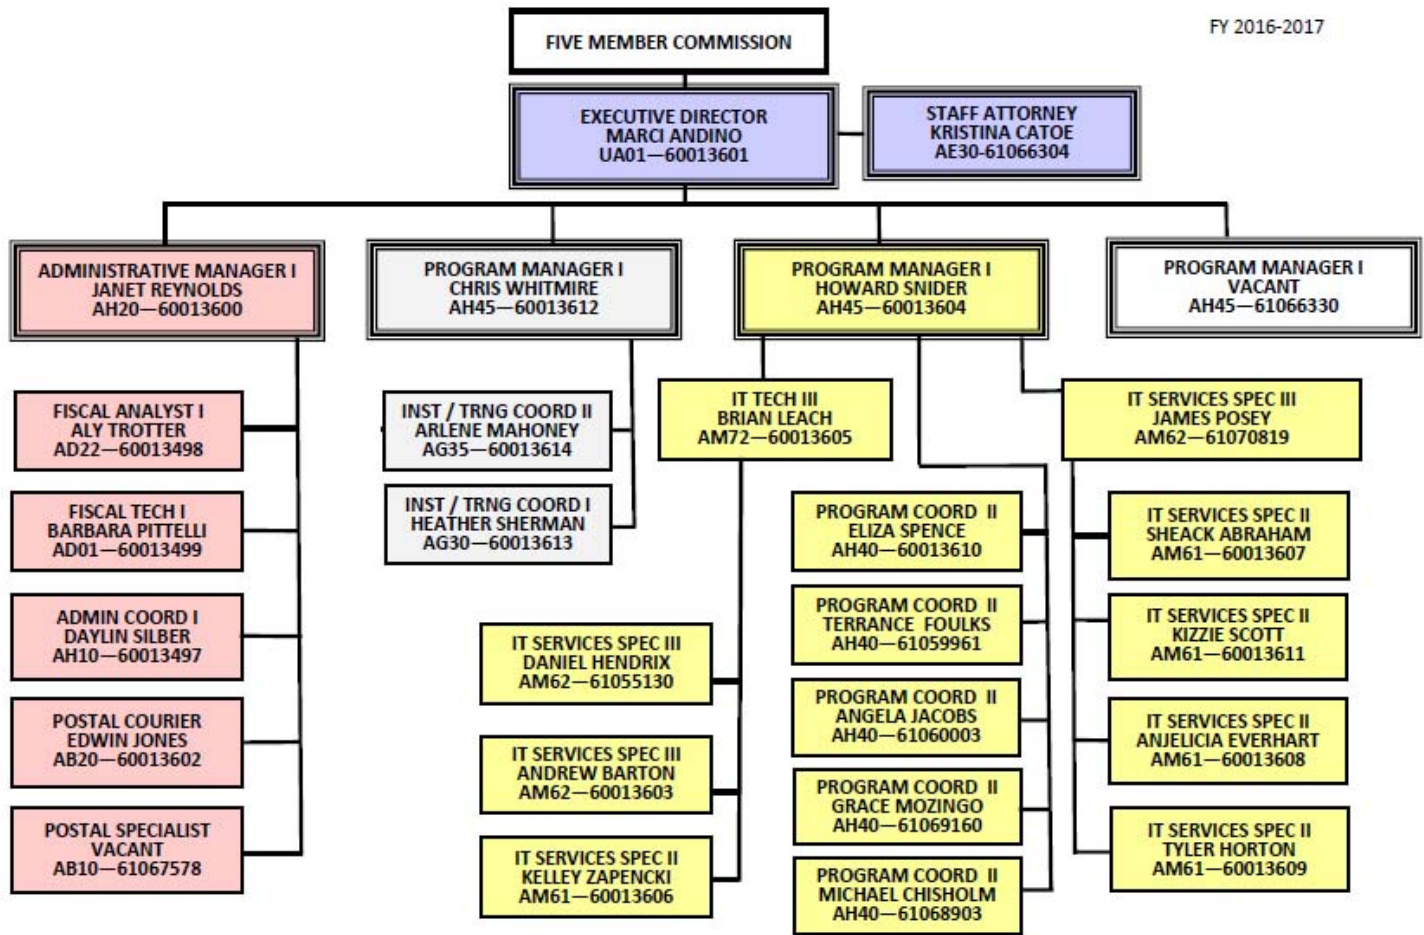 FY 2016-2017
FIVE MEMBER COMMISSION
EXECUTIVE DIRECTOR
MARCI ANDINO
UA01—60013601
STAFF ATTORNEY
KRISTINA CATOE
AE30-61066304
ADMINISTRATIVE MANAGER I
JANET REYNOLDS
AH20—60013600
PROGRAM MANAGER I
CHRIS WHITMIRE
AH45—60013612
PROGRAM MANAGER I
HOWARD SNIDER
AH45—60013604
PROGRAM MANAGER I
VACANT
AH45—61066330
FISCAL ANALYST I
ALY TROTTER
AD22—60013498
FISCAL TECH I
BARBARA PITTELLI
AD01—60013499
ADMIN COORD I
DAYLIN SILBER
AH10—60013497
POSTAL COURIER
EDWIN JONES
AB20—60013602
POSTAL SPECIALIST
VACANT
AB10—61067578
INST / TRNG COORD II
ARLENE MAHONEY
AG35—60013614
INST / TRNG COORD I
HEATHER SHERMAN
AG30—60013613
IT TECH III
BRIAN LEACH
AM72—60013605
IT SERVICES SPEC III
DANIEL HENDRIX
AM62—61055130
IT SERVICES SPEC III
ANDREW BARTON
AM62—60013603
IT SERVICES SPEC II
KELLEY ZAPENCKI
AM61—60013606
PROGRAM COORD II
ELIZA SPENCE
AH40—60013610
PROGRAM COORD II
TERRANCE FOULKS
AH40—61059961
PROGRAM COORD II
ANGELA JACOBS
AH40—61060003
PROGRAM COORD II
GRACE MOZINGO
AH40—61069160
PROGRAM COORD II
MICHAEL CHISHOLM
AH40—61068903
IT SERVICES SPEC III
JAMES POSEY
AM62—61070819
IT SERVICES SPEC II
SHEACK ABRAHAM
AM61—60013607
IT SERVICES SPEC II
KIZZIE SCOTT
AM61—60013611
IT SERVICES SPEC II
ANJELICIA EVERHART
AM61—60013608
IT SERVICES SPEC II
TYLER HORTON
AM61—60013609